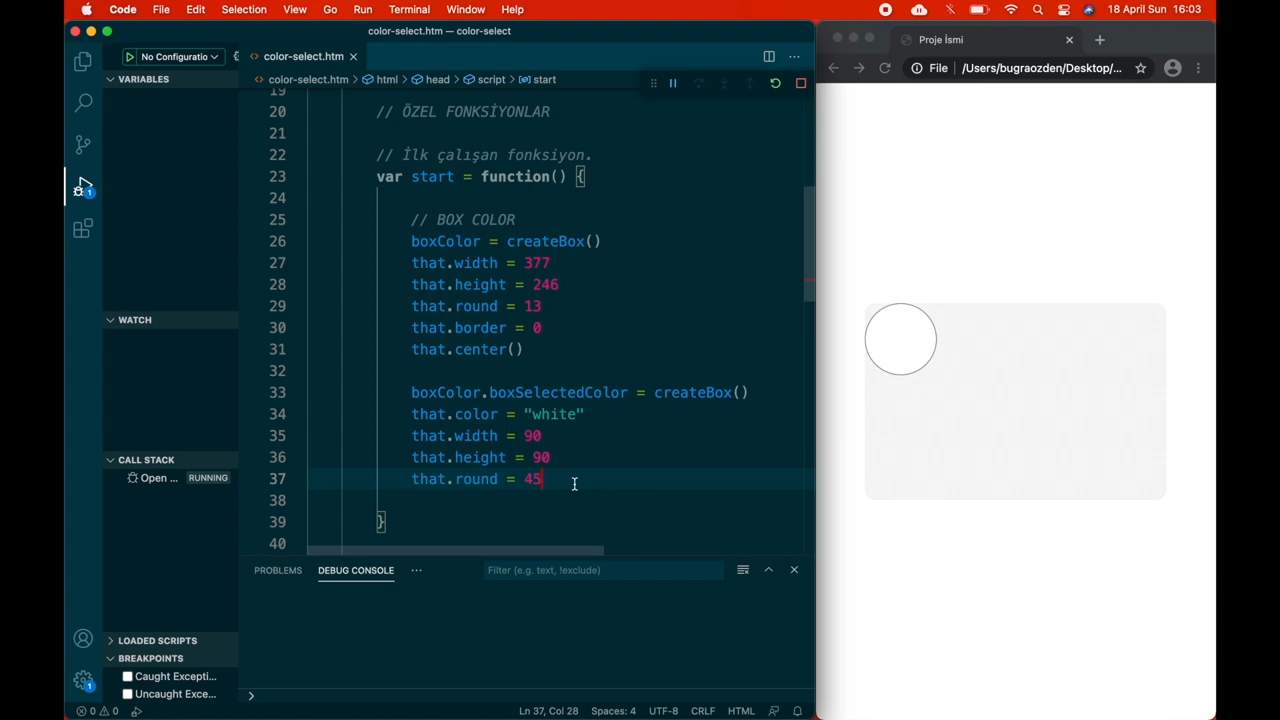 Code File Edit Selection View Go Run Terminal Window Help 18 April Sun 16:03
color-select.htm — color-select
No Configuratio
color-select.htm
color-select.htm > html > head > script > start
VARIABLES
WATCH
CALL STACK
Open ... RUNNING
LOADED SCRIPTS
BREAKPOINTS
Caught Excepti...
Uncaught Exce...
1
1
19
20 // ÖZEL FONKSİYONLAR
21
22 // İlk çalışan fonksiyon.
23 var start = function() {
24
25 // BOX COLOR
26 boxColor = createBox()
27 that.width = 377
28 that.height = 246
29 that.round = 13
30 that.border = 0
31 that.center()
32
33 boxColor.boxSelectedColor = createBox()
34 that.color = "white"
35 that.width = 90
36 that.height = 90
37 that.round = 45
38
39 }
40
PROBLEMS DEBUG CONSOLE ... Filter (e.g. text, !exclude)
>
0 0 Ln 37, Col 28 Spaces: 4 UTF-8 CRLF HTML
Proje İsmi
File /Users/bugraozden/Desktop/...